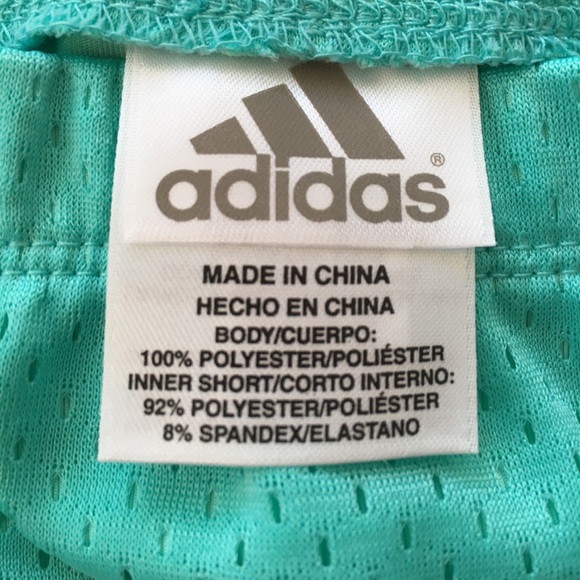 adidas®
MADE IN CHINA
HECHO EN CHINA
BODY/CUERPO:
100% POLYESTER/POLIÉSTER
INNER SHORT/CORTO INTERNO:
92% POLYESTER/POLIÉSTER
8% SPANDEX/ELASTANO